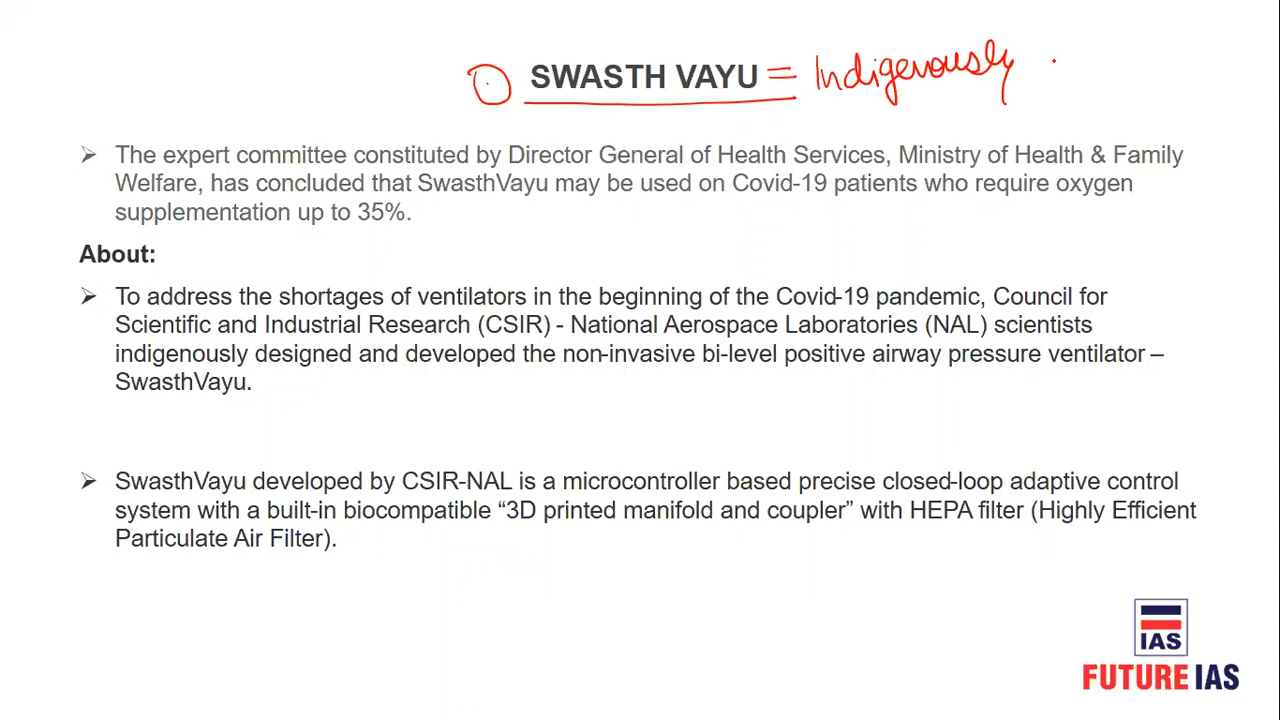 SWASTH VAYU = Indigenously
➢ The expert committee constituted by Director General of Health Services, Ministry of Health & Family
Welfare, has concluded that SwasthVayu may be used on Covid-19 patients who require oxygen
supplementation up to 35%.
About:
➢ To address the shortages of ventilators in the beginning of the Covid-19 pandemic, Council for
Scientific and Industrial Research (CSIR) - National Aerospace Laboratories (NAL) scientists
indigenously designed and developed the non-invasive bi-level positive airway pressure ventilator –
SwasthVayu.
➢ SwasthVayu developed by CSIR-NAL is a microcontroller based precise closed-loop adaptive control
system with a built-in biocompatible “3D printed manifold and coupler” with HEPA filter (Highly Efficient
Particulate Air Filter).
IAS
FUTURE IAS